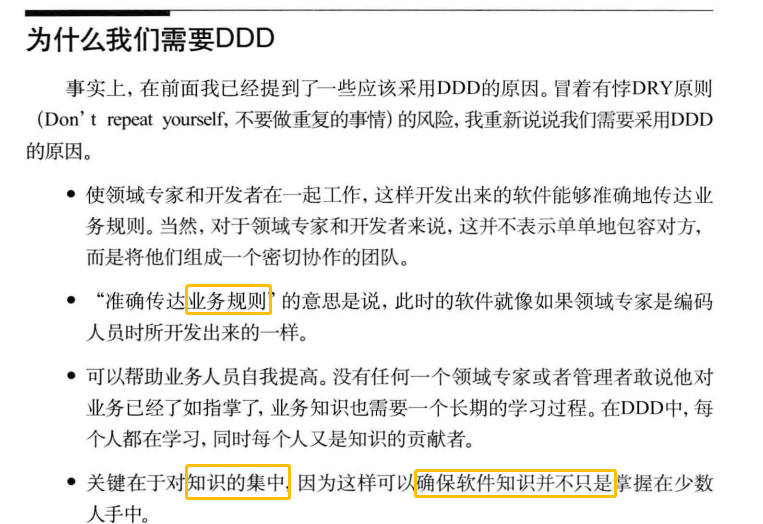 为什么我们需要DDD
事实上，在前面我已经提到了一些应该采用DDD的原因。冒着有悖DRY原则
（Don't repeat yourself，不要做重复的事情）的风险，我重新说说我们需要采用DDD
的原因。
• 使领域专家和开发者在一起工作，这样开发出来的软件能够准确地传达业
务规则。当然，对于领域专家和开发者来说，这并不表示单单地包容对方，
而是将他们组成一个密切协作的团队。
• “准确传达业务规则”的意思是说，此时的软件就像如果领域专家是编码
人员时所开发出来的一样。
• 可以帮助业务人员自我提高。没有任何一个领域专家或者管理者敢说他对
业务已经了如指掌了，业务知识也需要一个长期的学习过程。在DDD中，每
个人都在学习，同时每个人又是知识的贡献者。
• 关键在于对知识的集中，因为这样可以确保软件知识并不只是掌握在少数
人手中。